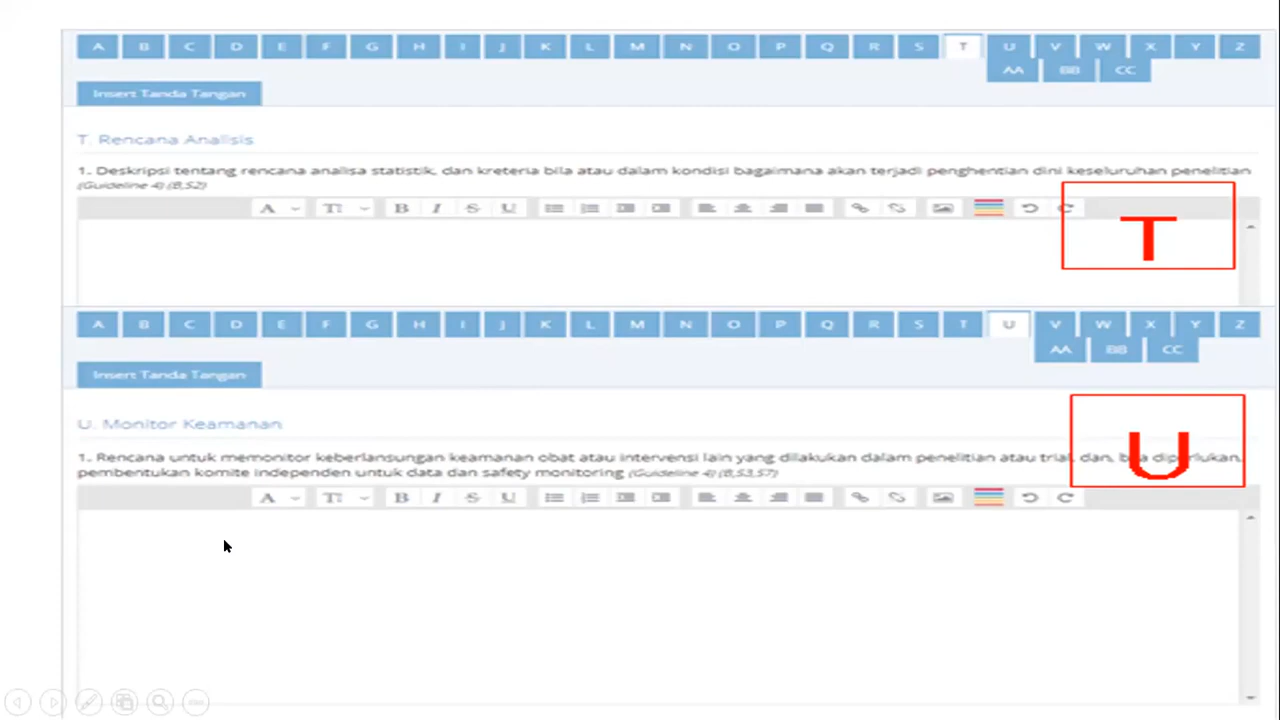 A B C D E F G H I J K L M N O P Q R S T U V W X Y Z
AA BB CC
Insert Tanda Tangan
T. Rencana Analisis
1. Deskripsi tentang rencana analisa statistik, dan kreteria bila atau dalam kondisi bagaimana akan terjadi penghentian dini keseluruhan penelitian
(Guideline 4) (B,S2)
T
A B C D E F G H I J K L M N O P Q R S T U V W X Y Z
AA BB CC
Insert Tanda Tangan
U. Monitor Keamanan
1. Rencana untuk memonitor keberlansungan keamanan obat atau intervensi lain yang dilakukan dalam penelitian atau trial, dan, bila diperlukan,
pembentukan komite independen untuk data dan safety monitoring (Guideline 4) (B,S3,S7)
U